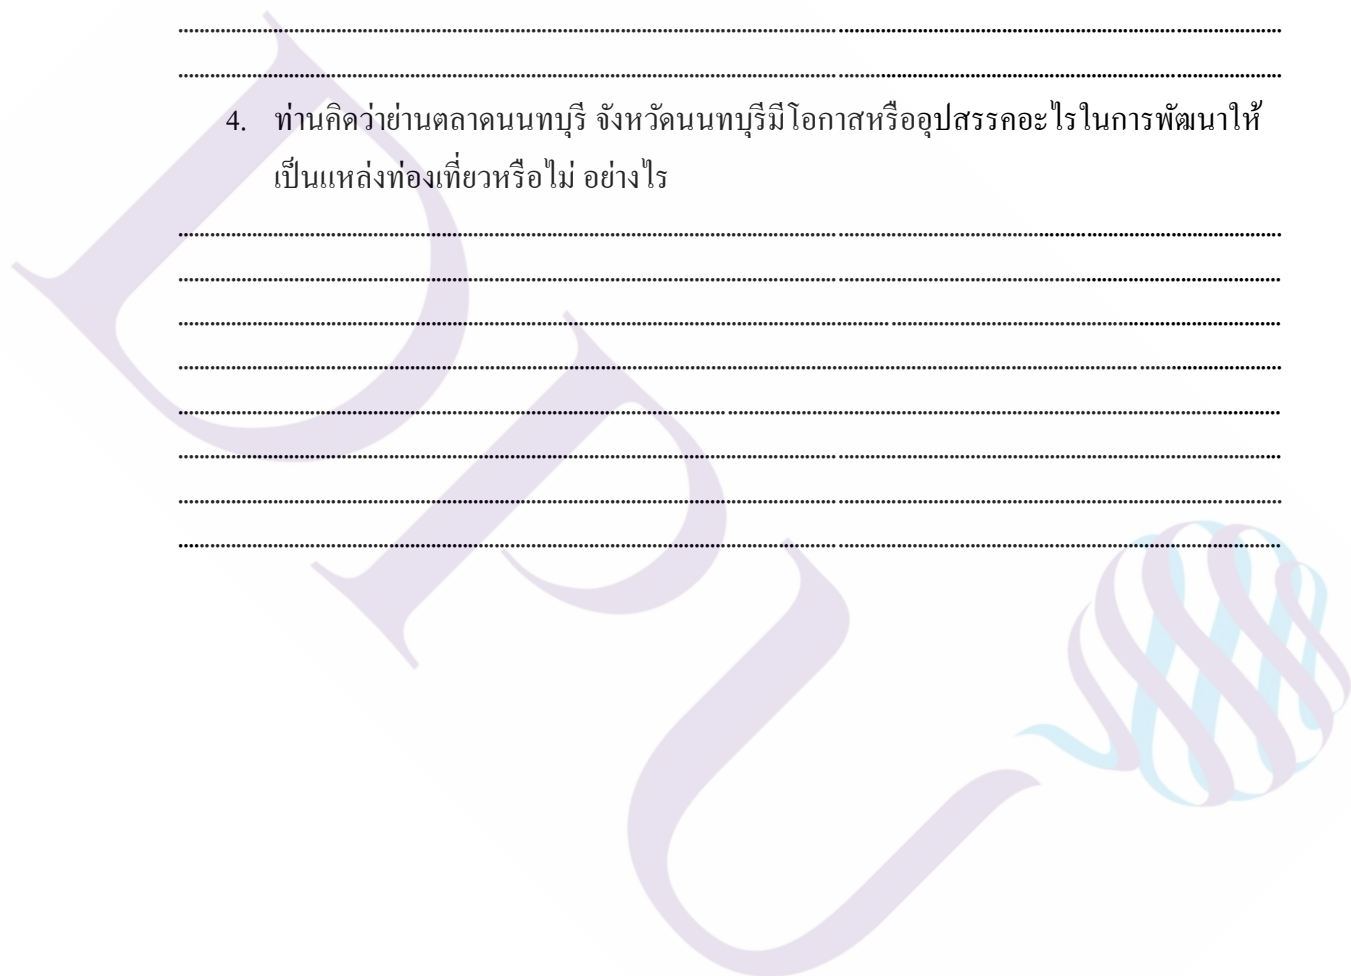 4. ท่านคิดว่าย่านตลาดนนทบุรี จังหวัดนนทบุรีมีโอกาสหรืออุปสรรคอะไรในการพัฒนาให้
เป็นแหล่งท่องเที่ยวหรือไม่ อย่างไร
DPU